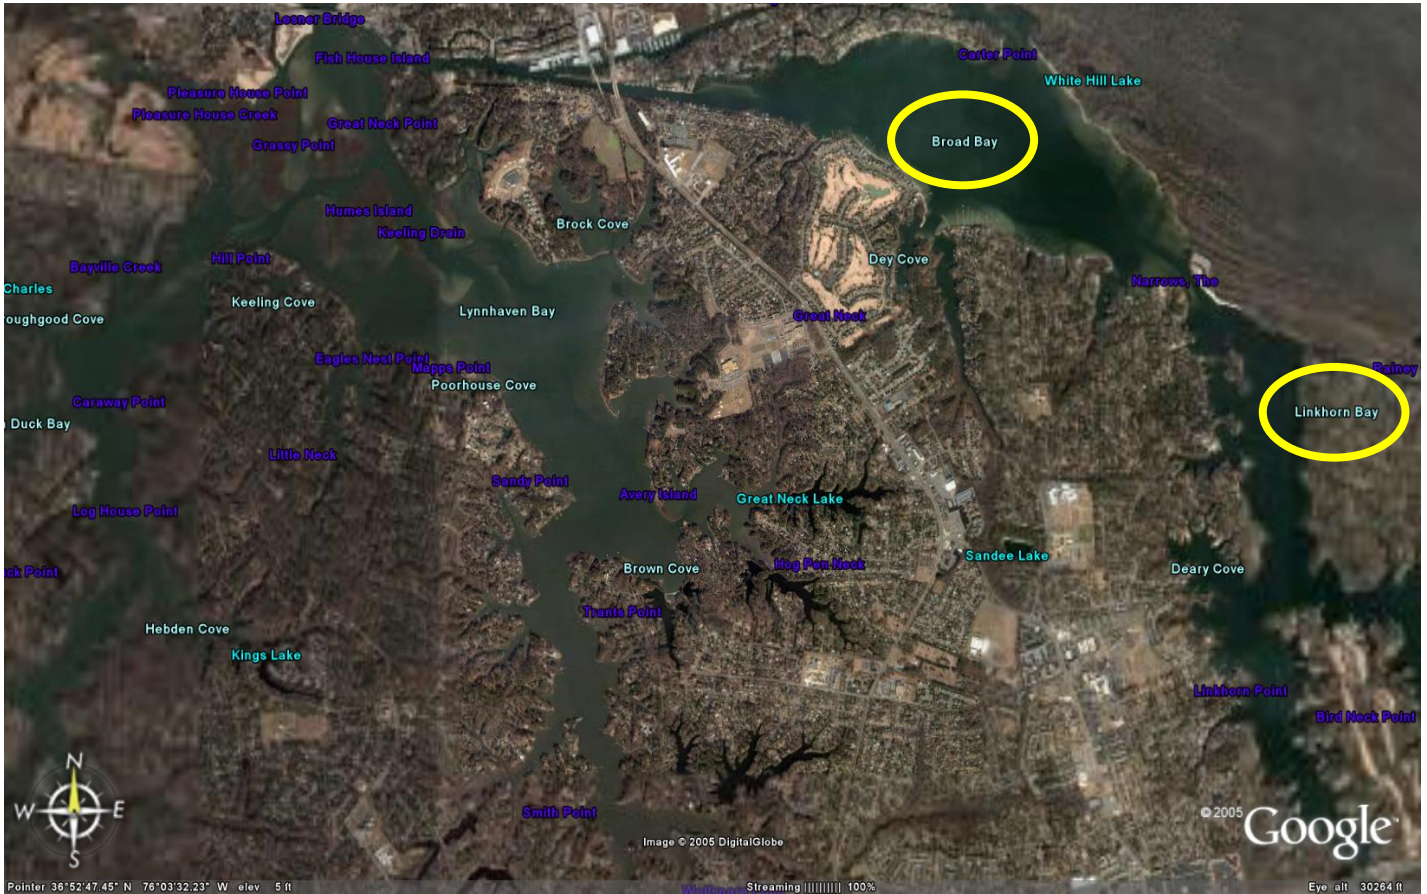 Lesner Bridge
Fish House Island
Carter Point
White Hill Lake
Pleasure House Point
Pleasure House Creek
Great Neck Point
Grassy Point
Broad Bay
Humes Island
Brock Cove
Keeling Drain
Hill Point
Dey Cove
Bayville Creek
Narrows, The
Charles
Keeling Cove
Lynnhaven Bay
Great Neck
roughgood Cove
Eagles Nest Point
Mapps Point
Rainey
Poorhouse Cove
Caraway Point
Linkhorn Bay
Duck Bay
Little Neck
Sandy Point
Avery Island
Great Neck Lake
Log House Point
Sandee Lake
Hog Pen Neck
Brown Cove
Deary Cove
ck Point
Trants Point
Hebden Cove
Kings Lake
Linkhorn Point
Bird Neck Point
N
W E
S
Smith Point
© 2005 Google
Image © 2005 DigitalGlobe
Pointer 36°52'47.45" N 76°03'32.23" W elev 5 ft
Streaming |||||||||| 100%
Eye alt 30264 ft